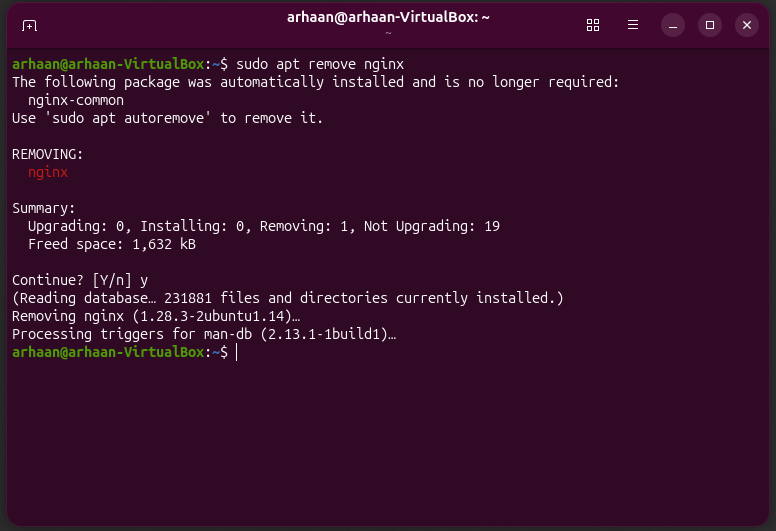 arhaan@arhaan-VirtualBox: ~
~
arhaan@arhaan-VirtualBox:~$ sudo apt remove nginx
The following package was automatically installed and is no longer required:
  nginx-common
Use 'sudo apt autoremove' to remove it.

REMOVING:
  nginx

Summary:
  Upgrading: 0, Installing: 0, Removing: 1, Not Upgrading: 19
  Freed space: 1,632 kB

Continue? [Y/n] y
(Reading database… 231881 files and directories currently installed.)
Removing nginx (1.28.3-2ubuntu1.14)…
Processing triggers for man-db (2.13.1-1build1)…
arhaan@arhaan-VirtualBox:~$